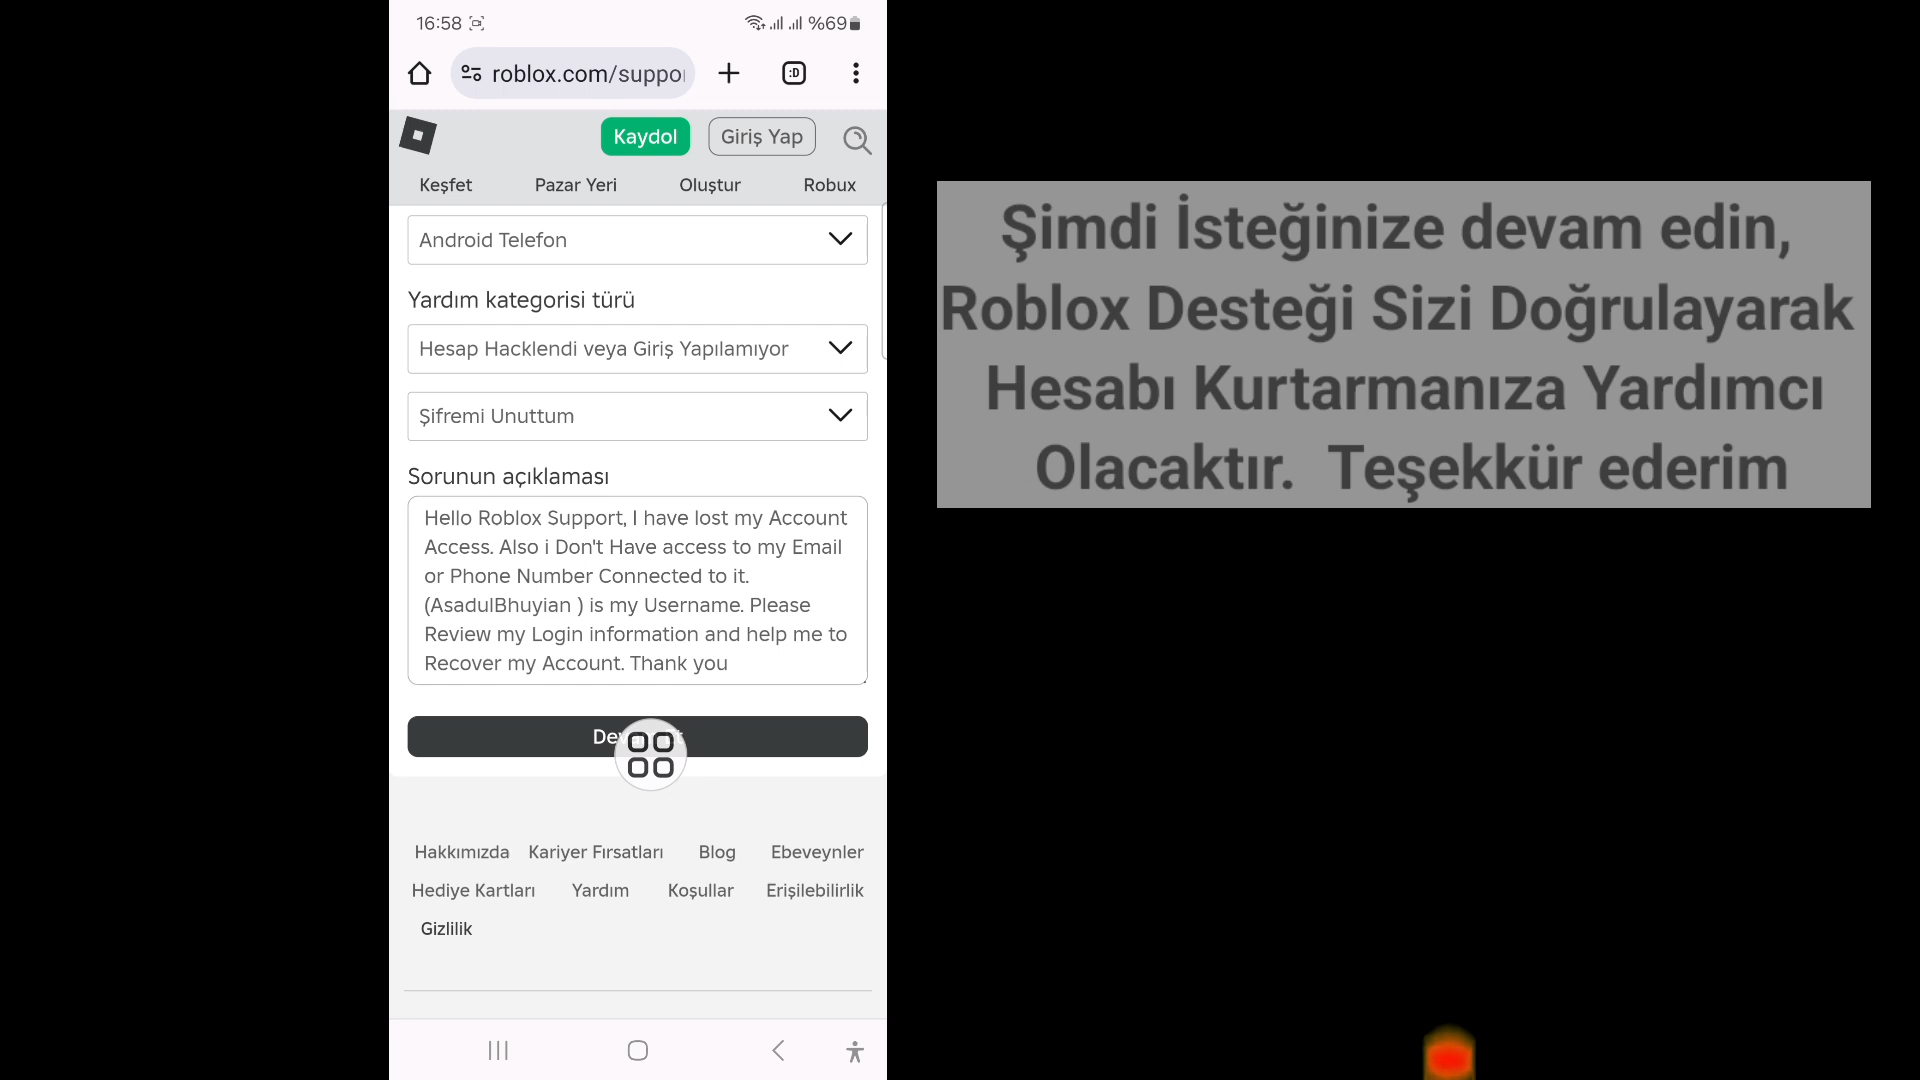 16:58
%69
roblox.com/suppor
:D
Kaydol
Giriş Yap
Keşfet Pazar Yeri Oluştur Robux
Android Telefon
Yardım kategorisi türü
Hesap Hacklendi veya Giriş Yapılamıyor
Şifremi Unuttum
Sorunun açıklaması
Hello Roblox Support, I have lost my Account
Access. Also i Don't Have access to my Email
or Phone Number Connected to it.
(AsadulBhuyian ) is my Username. Please
Review my Login information and help me to
Recover my Account. Thank you
Hakkımızda Kariyer Fırsatları Blog Ebeveynler
Hediye Kartları Yardım Koşullar Erişilebilirlik
Gizlilik
Şimdi İsteğinize devam edin,
Roblox Desteği Sizi Doğrulayarak
Hesabı Kurtarmanıza Yardımcı
Olacaktır. Teşekkür ederim